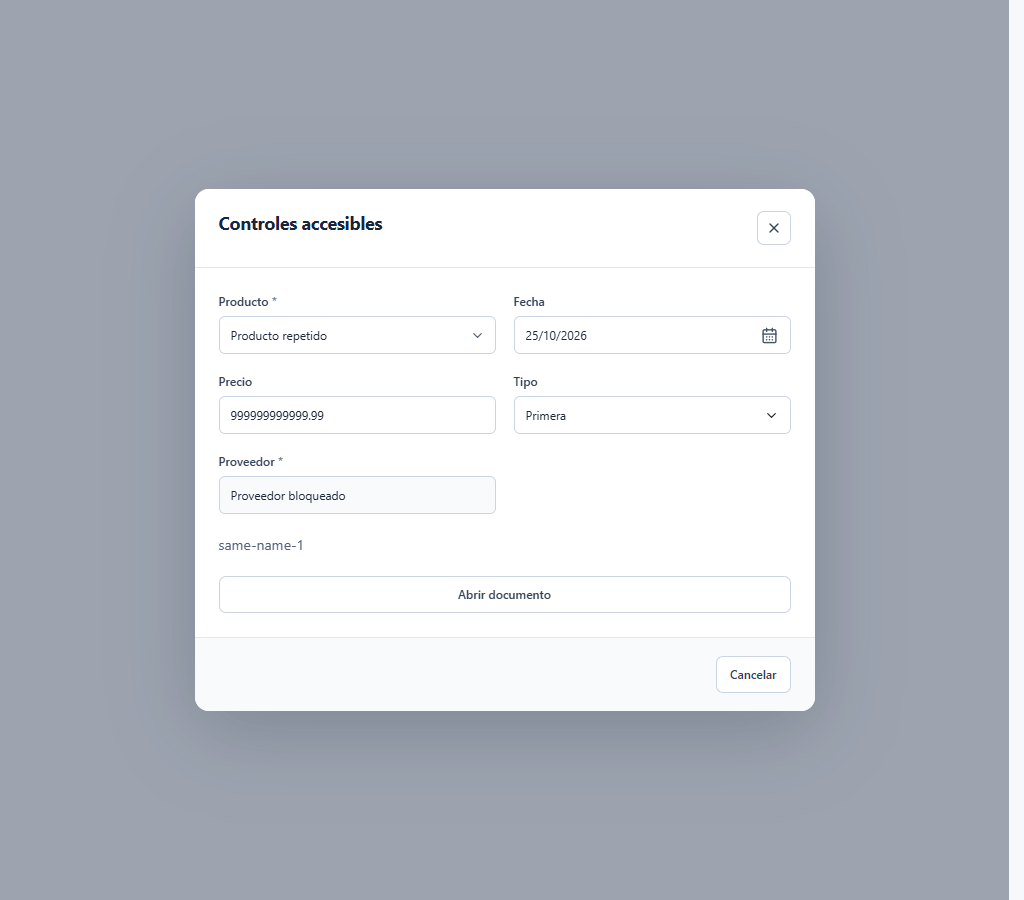 Controles accesibles
Producto *
Fecha
Producto repetido
25/10/2026
Precio
Tipo
999999999999.99
Primera
Proveedor *
Proveedor bloqueado
same-name-1
Abrir documento
Cancelar